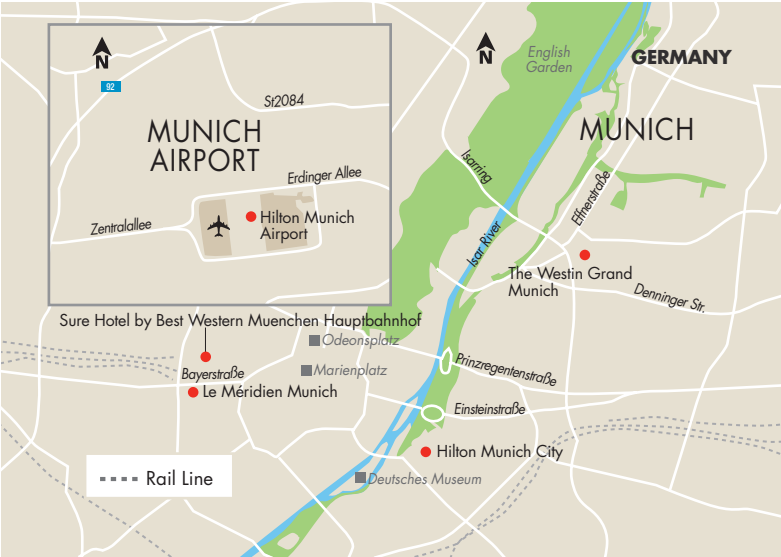 N
92
St2084
MUNICH
AIRPORT
Erdinger Allee
Zentralallee
Hilton Munich
Airport
N
English
Garden
GERMANY
MUNICH
Isarring
Effnerstraße
Isar River
The Westin Grand
Munich
Denninger Str.
Sure Hotel by Best Western Muenchen Hauptbahnhof
Odeonsplatz
Marienplatz
Bayerstraße
Le Méridien Munich
Prinzregentenstraße
Einsteinstraße
Hilton Munich City
Deutsches Museum
Rail Line